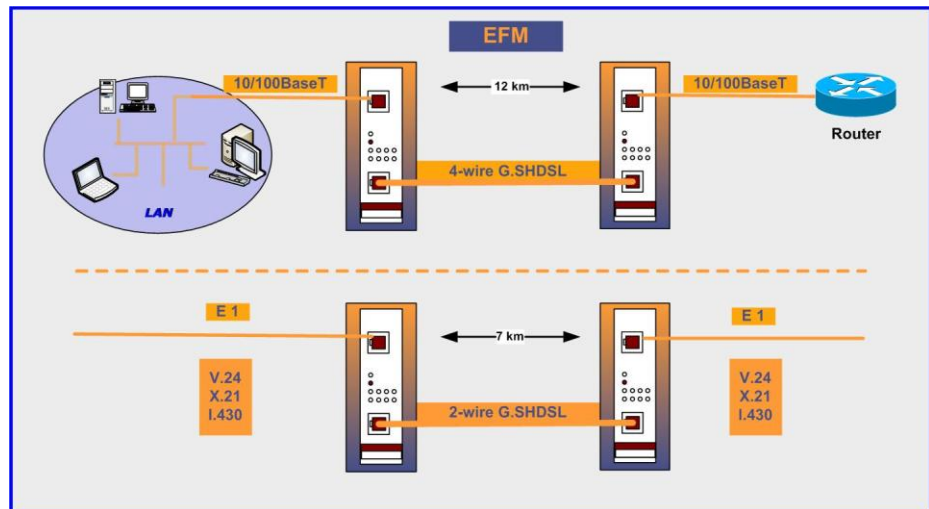 EFM
10/100BaseT
12 km
10/100BaseT
Router
4-wire G.SHDSL
LAN
E 1
7 km
E 1
V.24
X.21
I.430
2-wire G.SHDSL
V.24
X.21
I.430